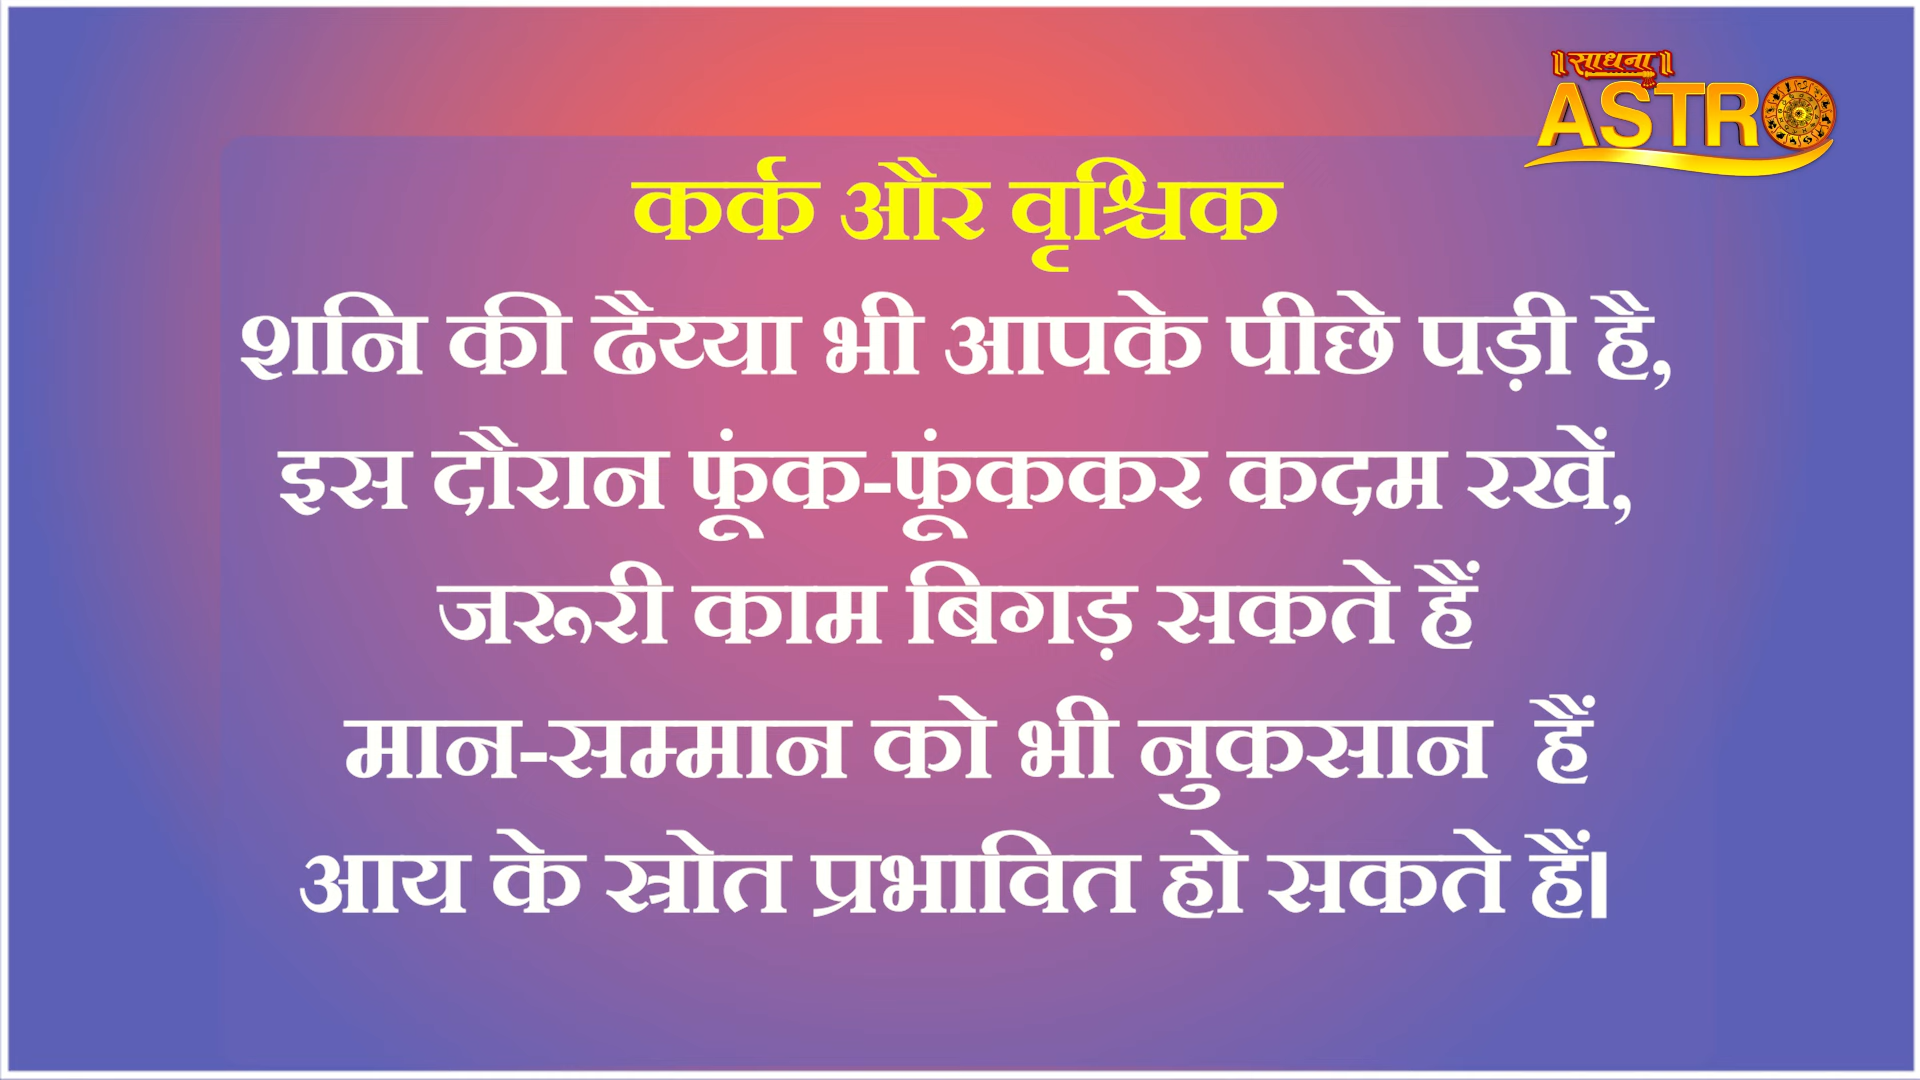 ॥साधना॥
ASTRO
कर्क और वृश्चिक
शनि की ढैय्या भी आपके पीछे पड़ी है,
इस दौरान फूंक-फूंककर कदम रखें,
जरूरी काम बिगड़ सकते हैं
मान-सम्मान को भी नुकसान हैं
आय के स्रोत प्रभावित हो सकते हैं।